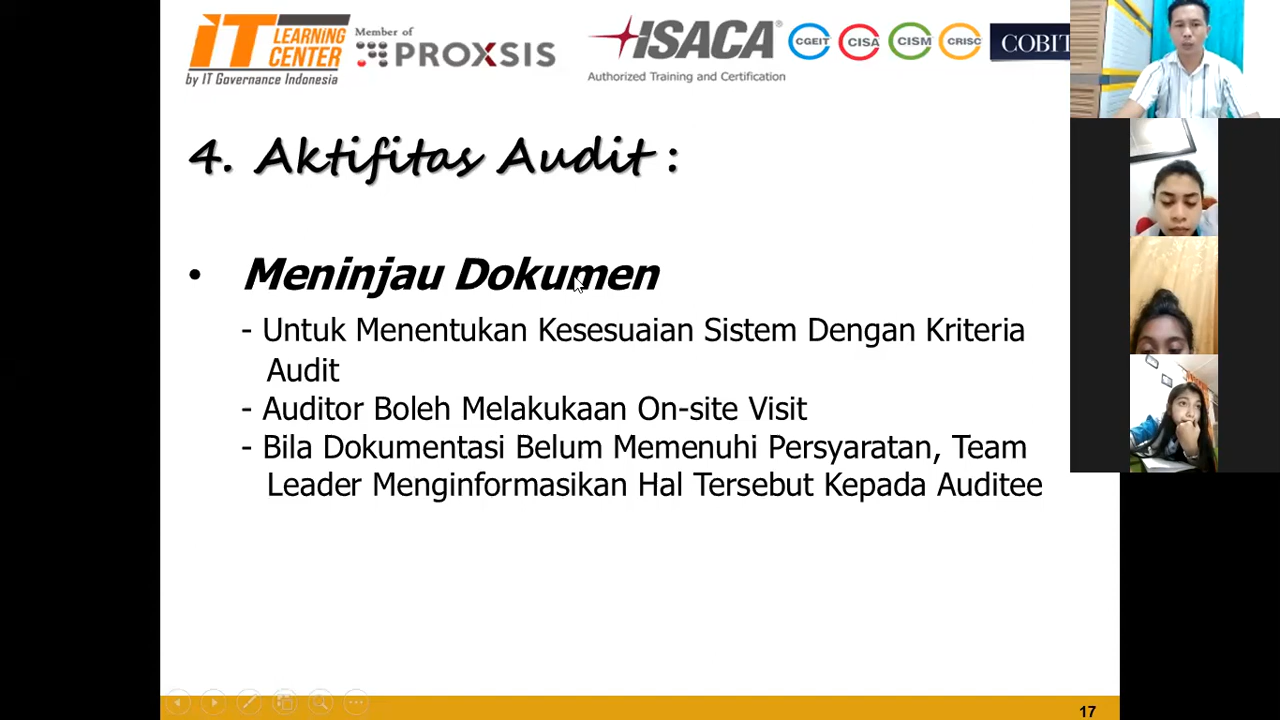 iT LEARNING CENTER
by IT Governance Indonesia
Member of
PROXSIS
ISACA®
Authorized Training and Certification
CGEIT CISA CISM CRISC COBIT
4. Aktifitas Audit :
• Meninjau Dokumen
- Untuk Menentukan Kesesuaian Sistem Dengan Kriteria
Audit
- Auditor Boleh Melakukaan On-site Visit
- Bila Dokumentasi Belum Memenuhi Persyaratan, Team
Leader Menginformasikan Hal Tersebut Kepada Auditee
17